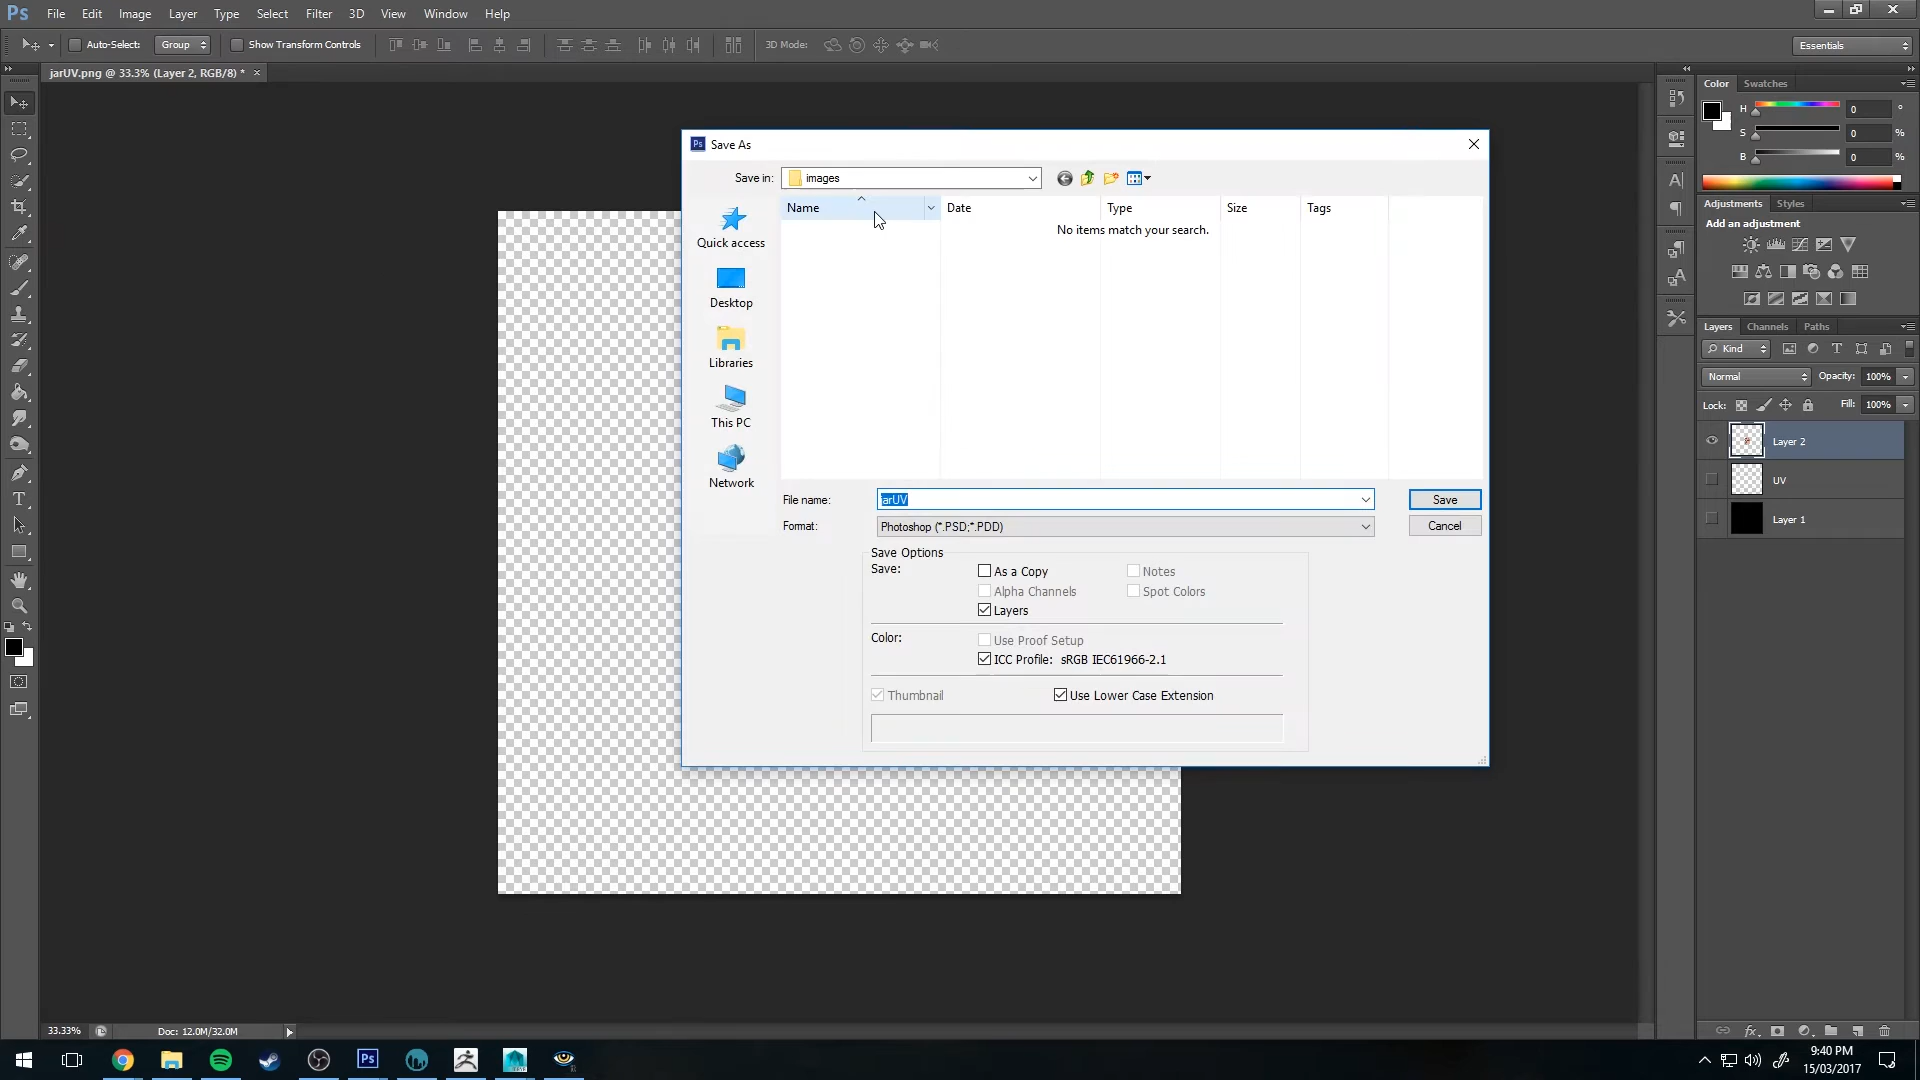 Ps File Edit Image Layer Type Select Filter 3D View Window Help
Auto-Select: Group Show Transform Controls 3D Mode: Essentials
jarUV.png @ 33.3% (Layer 2, RGB/8) *
Color Swatches
H 0 °
S 0 %
B 0 %
Adjustments Styles
Add an adjustment
Layers Channels Paths
Kind
Normal Opacity: 100%
Lock: Fill: 100%
Layer 2
UV
Layer 1
Ps Save As
Save in: images
Name Date Type Size Tags
No items match your search.
Quick access
Desktop
Libraries
This PC
Network
File name: jarUV Save
Format: Photoshop (*.PSD;*.PDD) Cancel
Save Options
Save: As a Copy Notes
Alpha Channels Spot Colors
Layers
Color: Use Proof Setup
ICC Profile: sRGB IEC61966-2.1
Thumbnail Use Lower Case Extension
33.33% Doc: 12.0M/32.0M
Ps
9:40 PM
15/03/2017